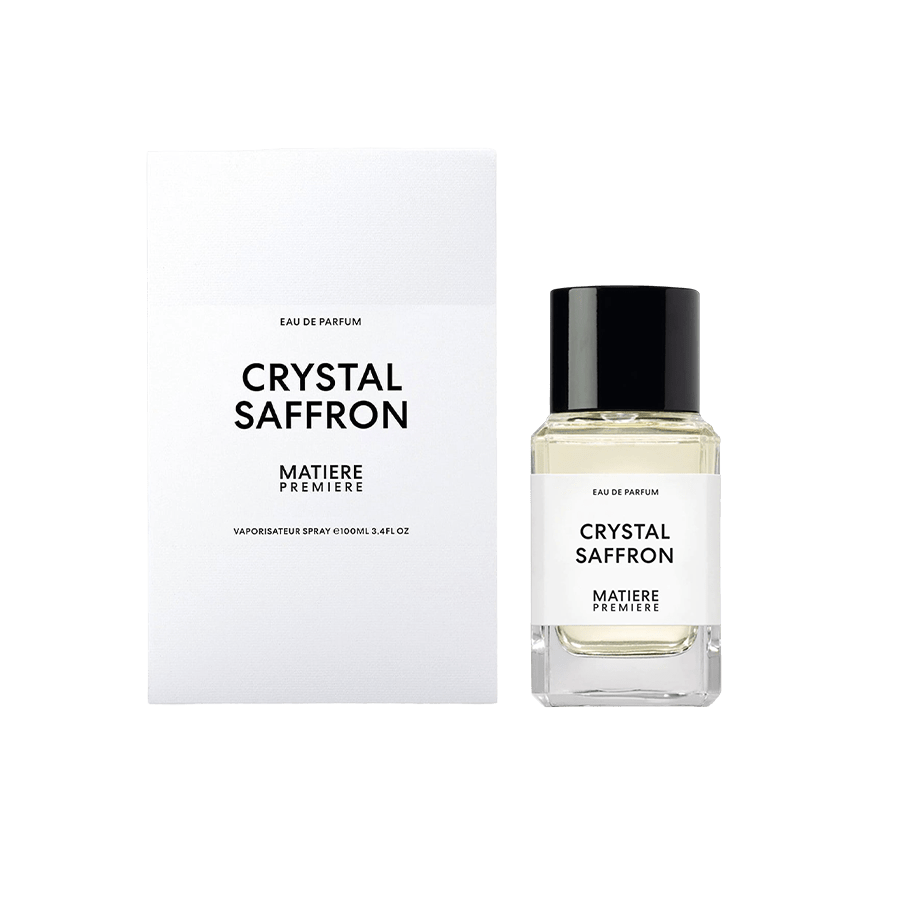 EAU DE PARFUM
CRYSTAL
SAFFRON
MATIERE
PREMIERE
VAPORISATEUR SPRAY ℮100ML 3.4FL OZ
EAU DE PARFUM
CRYSTAL
SAFFRON
MATIERE
PREMIERE